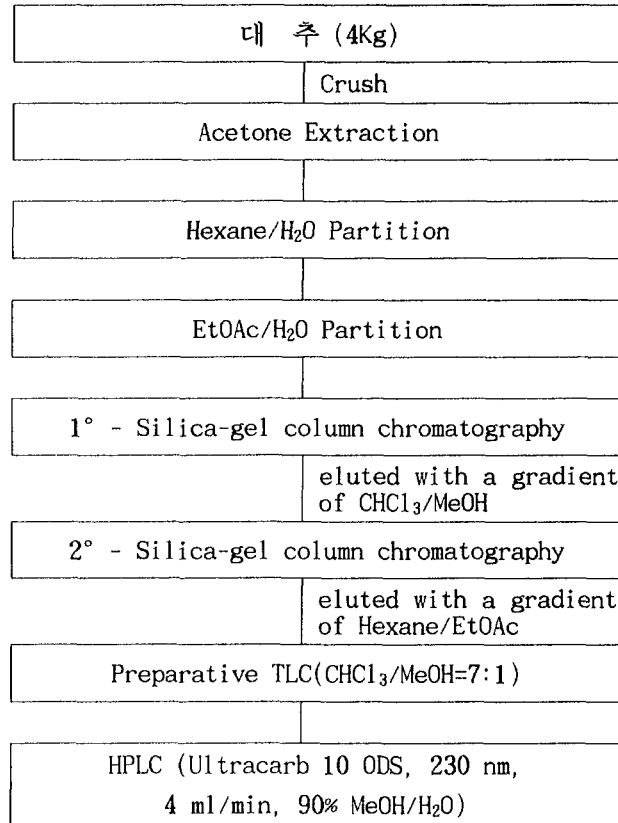 대 추 (4Kg)
Crush
Acetone Extraction
Hexane/H₂O Partition
EtOAc/H₂O Partition
1° - Silica-gel column chromatography
eluted with a gradient
of CHCl₃/MeOH
2° - Silica-gel column chromatography
eluted with a gradient
of Hexane/EtOAc
Preparative TLC(CHCl₃/MeOH=7:1)
HPLC (Ultracarb 10 ODS, 230 nm,
4 ml/min, 90% MeOH/H₂O)